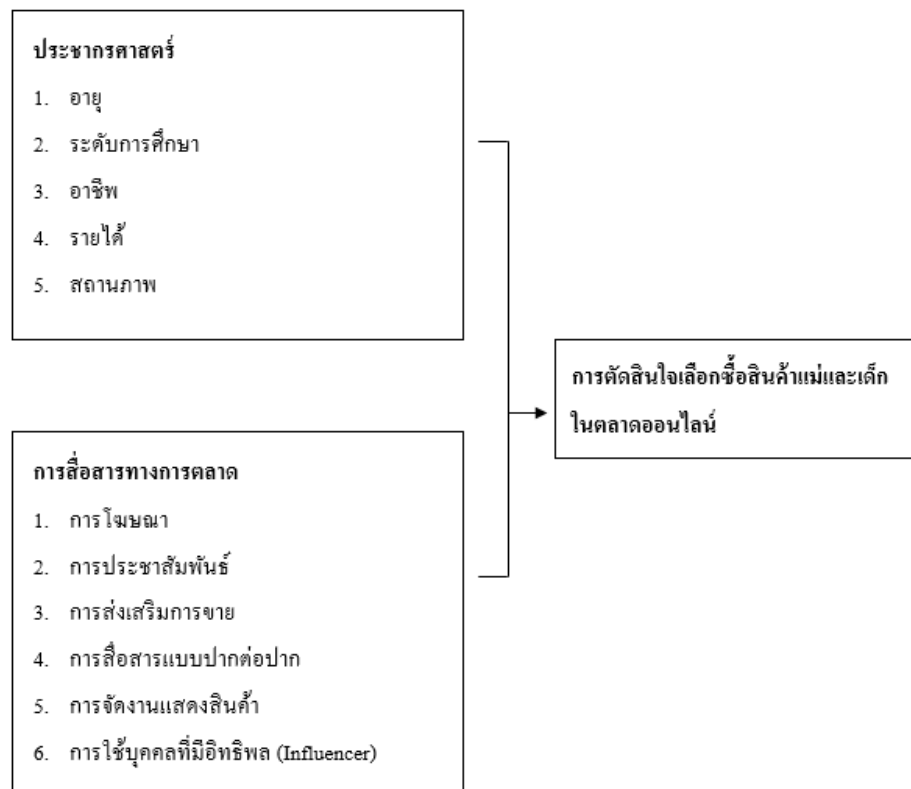 ประชากรศาสตร์
1. อายุ
2. ระดับการศึกษา
3. อาชีพ
4. รายได้
5. สถานภาพ
การตัดสินใจเลือกซื้อสินค้าแม่และเด็ก
ในตลาดออนไลน์
การสื่อสารทางการตลาด
1. การโฆษณา
2. การประชาสัมพันธ์
3. การส่งเสริมการขาย
4. การสื่อสารแบบปากต่อปาก
5. การจัดงานแสดงสินค้า
6. การใช้บุคคลที่มีอิทธิพล (Influencer)